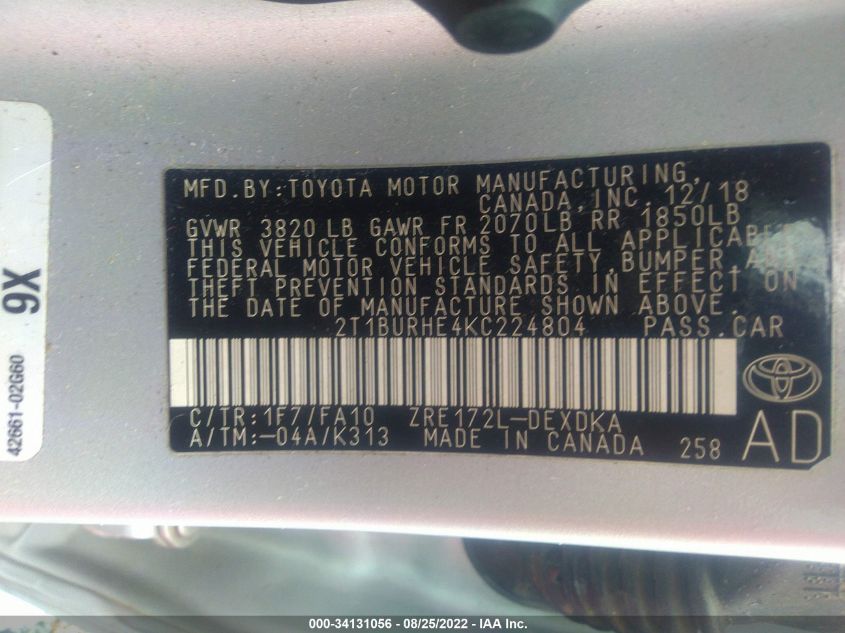 MFD.BY:TOYOTA MOTOR MANUFACTURING,
CANADA,INC. 12/18
GVWR 3820 LB GAWR FR 2070LB RR 1850LB
THIS VEHICLE CONFORMS TO ALL APPLICABLE
FEDERAL MOTOR VEHICLE SAFETY,BUMPER AND
THEFT PREVENTION STANDARDS IN EFFECT ON
THE DATE OF MANUFACTURE SHOWN ABOVE.
2T1BURHE4KC224804 PASS.CAR
C/TR:1F7/FA10 ZRE172L-DEXDKA
A/TM:-04A/K313 MADE IN CANADA 258
AD
9X
42661-02G60
000-34131056 - 08/25/2022 - IAA Inc.